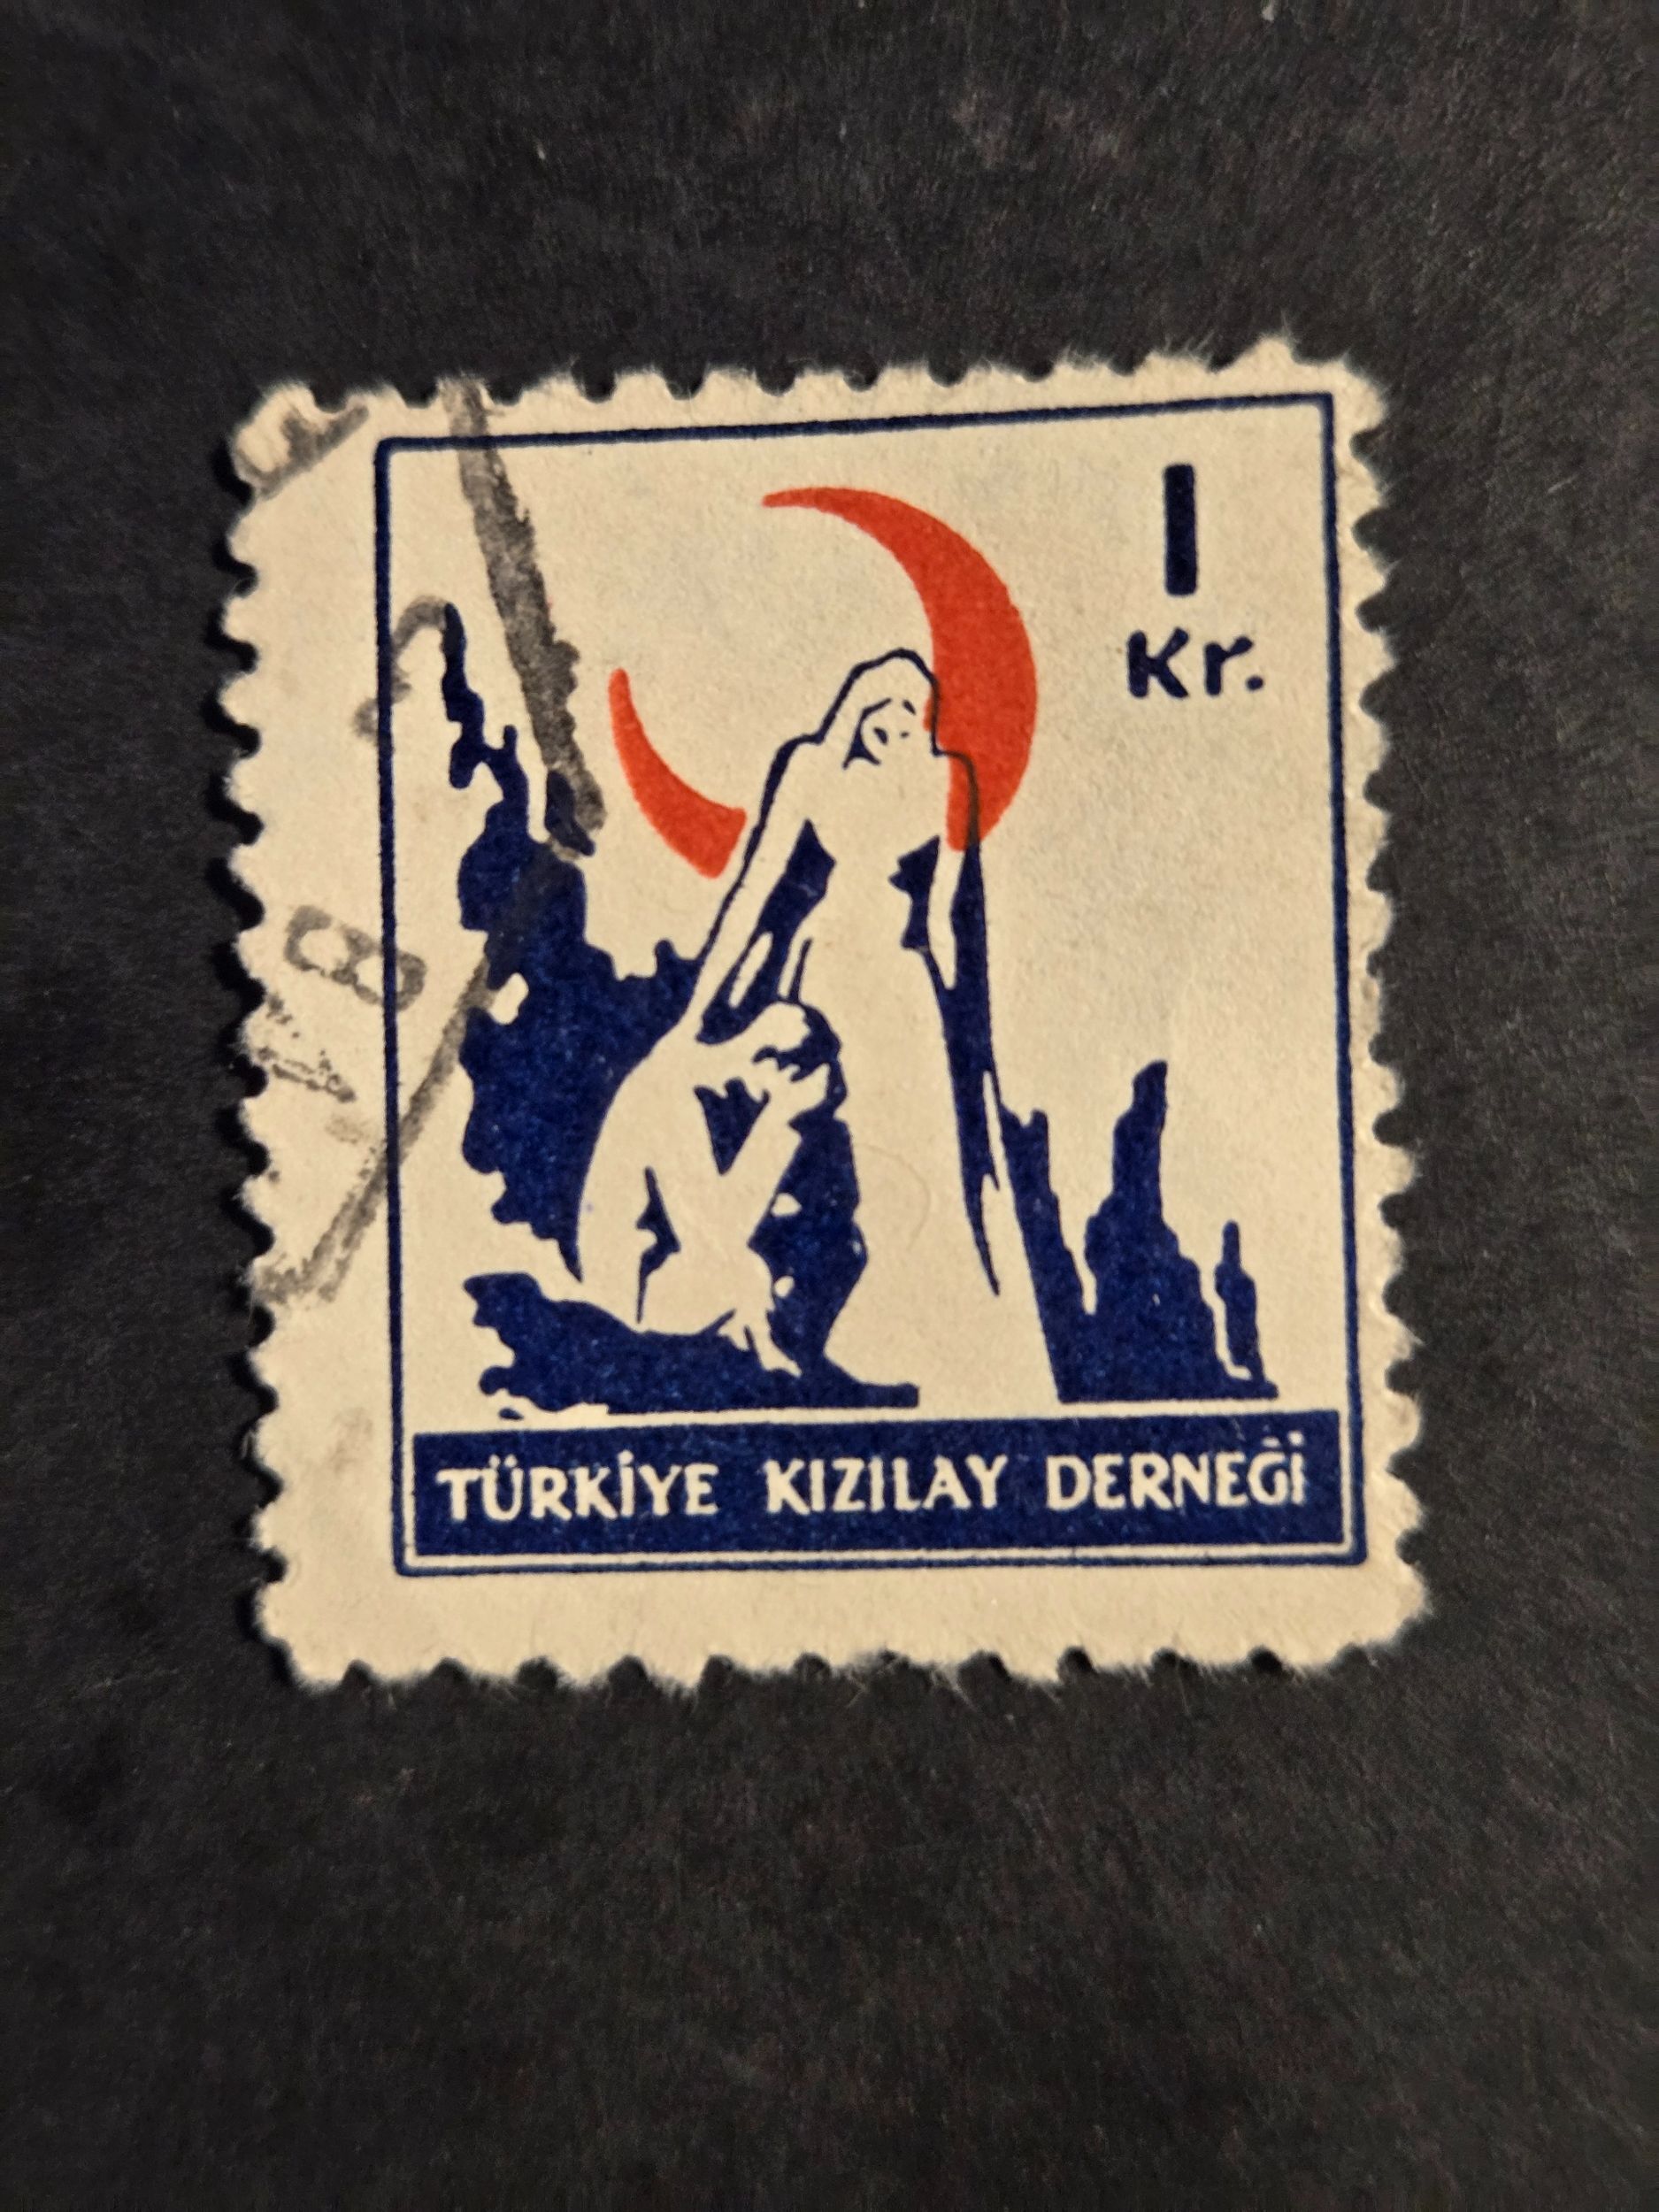 1
Kr.
TÜRKİYE KIZILAY DERNEĞİ